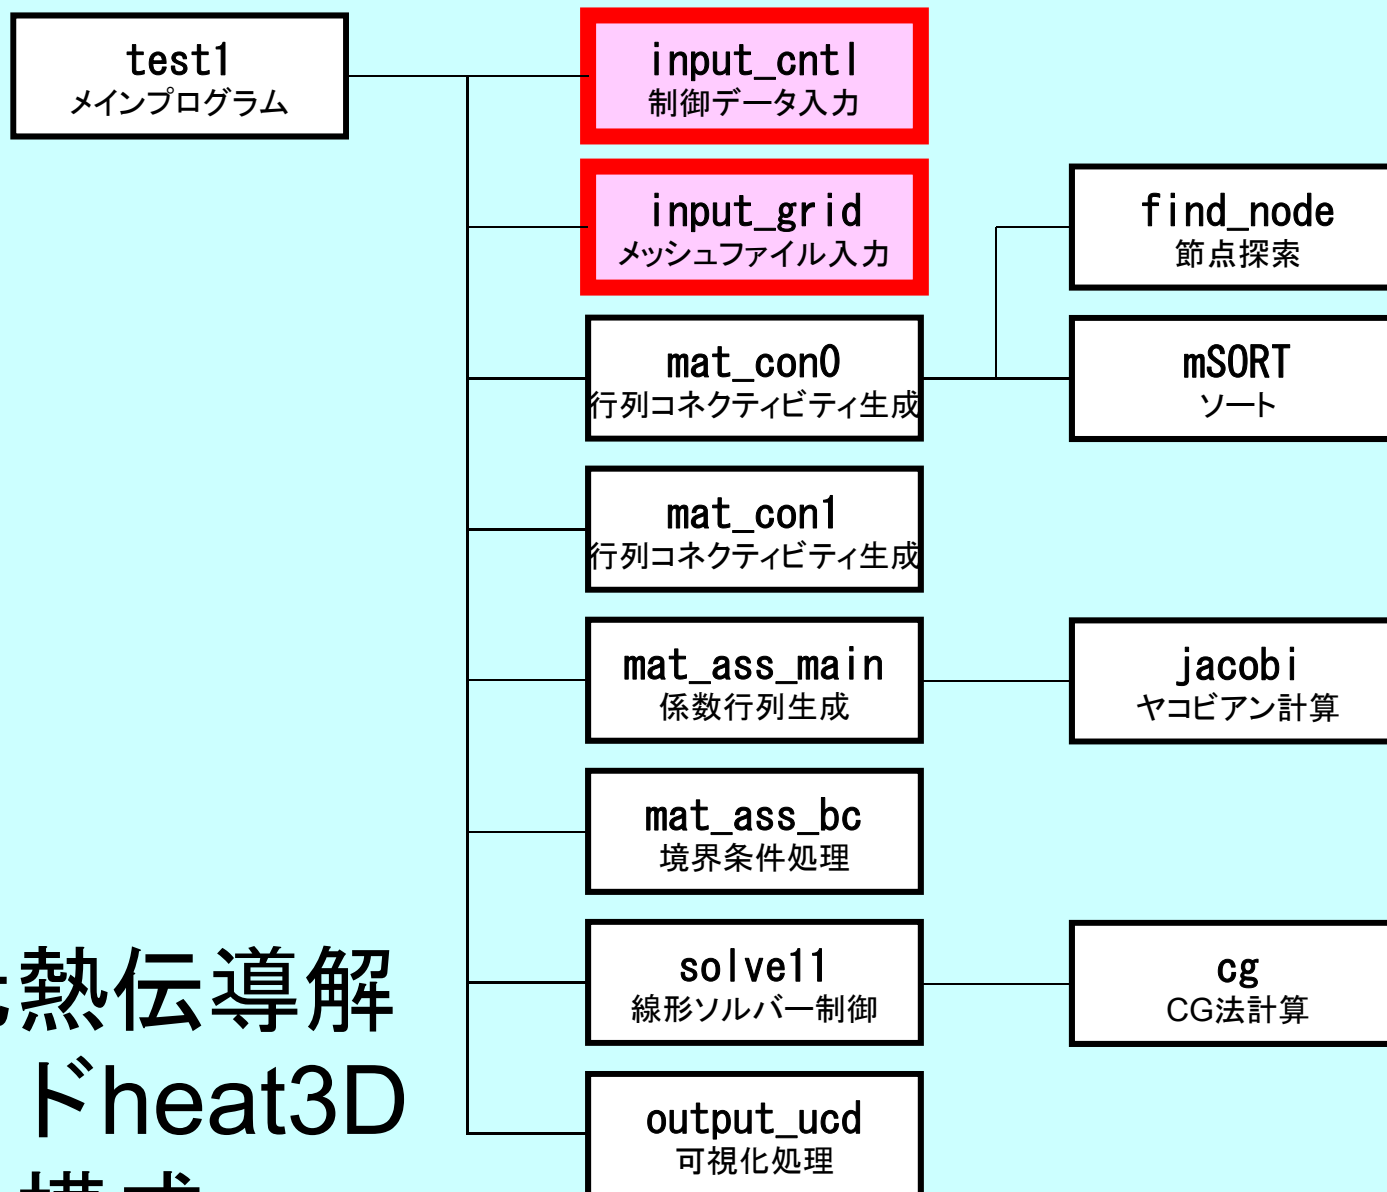 test1
メインプログラム
input_cntl
制御データ入力
input_grid
メッシュファイル入力
find_node
節点探索
mat_con0
行列コネクティビティ生成
mSORT
ソート
mat_con1
行列コネクティビティ生成
mat_ass_main
係数行列生成
jacobi
ヤコビアン計算
mat_ass_bc
境界条件処理
solve11
線形ソルバー制御
cg
CG法計算
output_ucd
可視化処理
熱伝導解
ドheat3D
構成